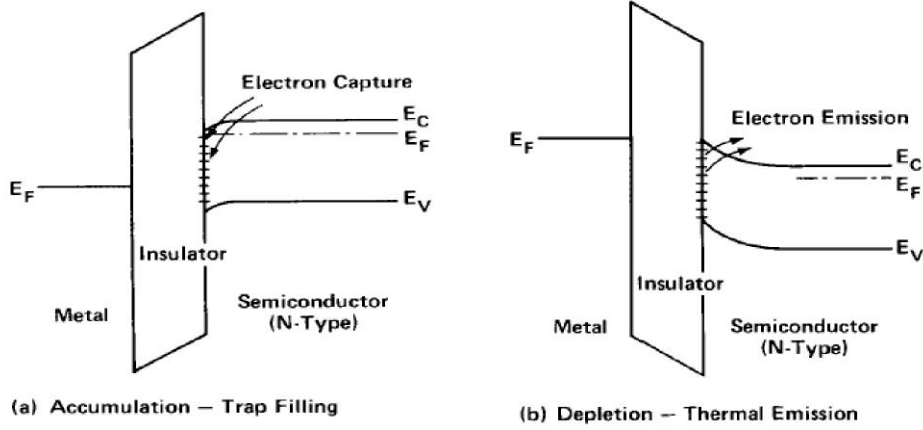 Electron Capture
E_C
E_F
E_F
E_V
Insulator
Metal
Semiconductor
(N-Type)
(a) Accumulation — Trap Filling
Electron Emission
E_F
E_C
E_F
E_V
Insulator
Metal
Semiconductor
(N-Type)
(b) Depletion — Thermal Emission